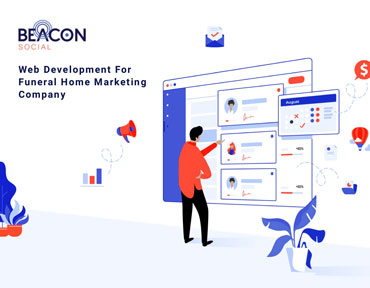 BEACON
SOCIAL
Web Development For
Funeral Home Marketing
Company
August
$